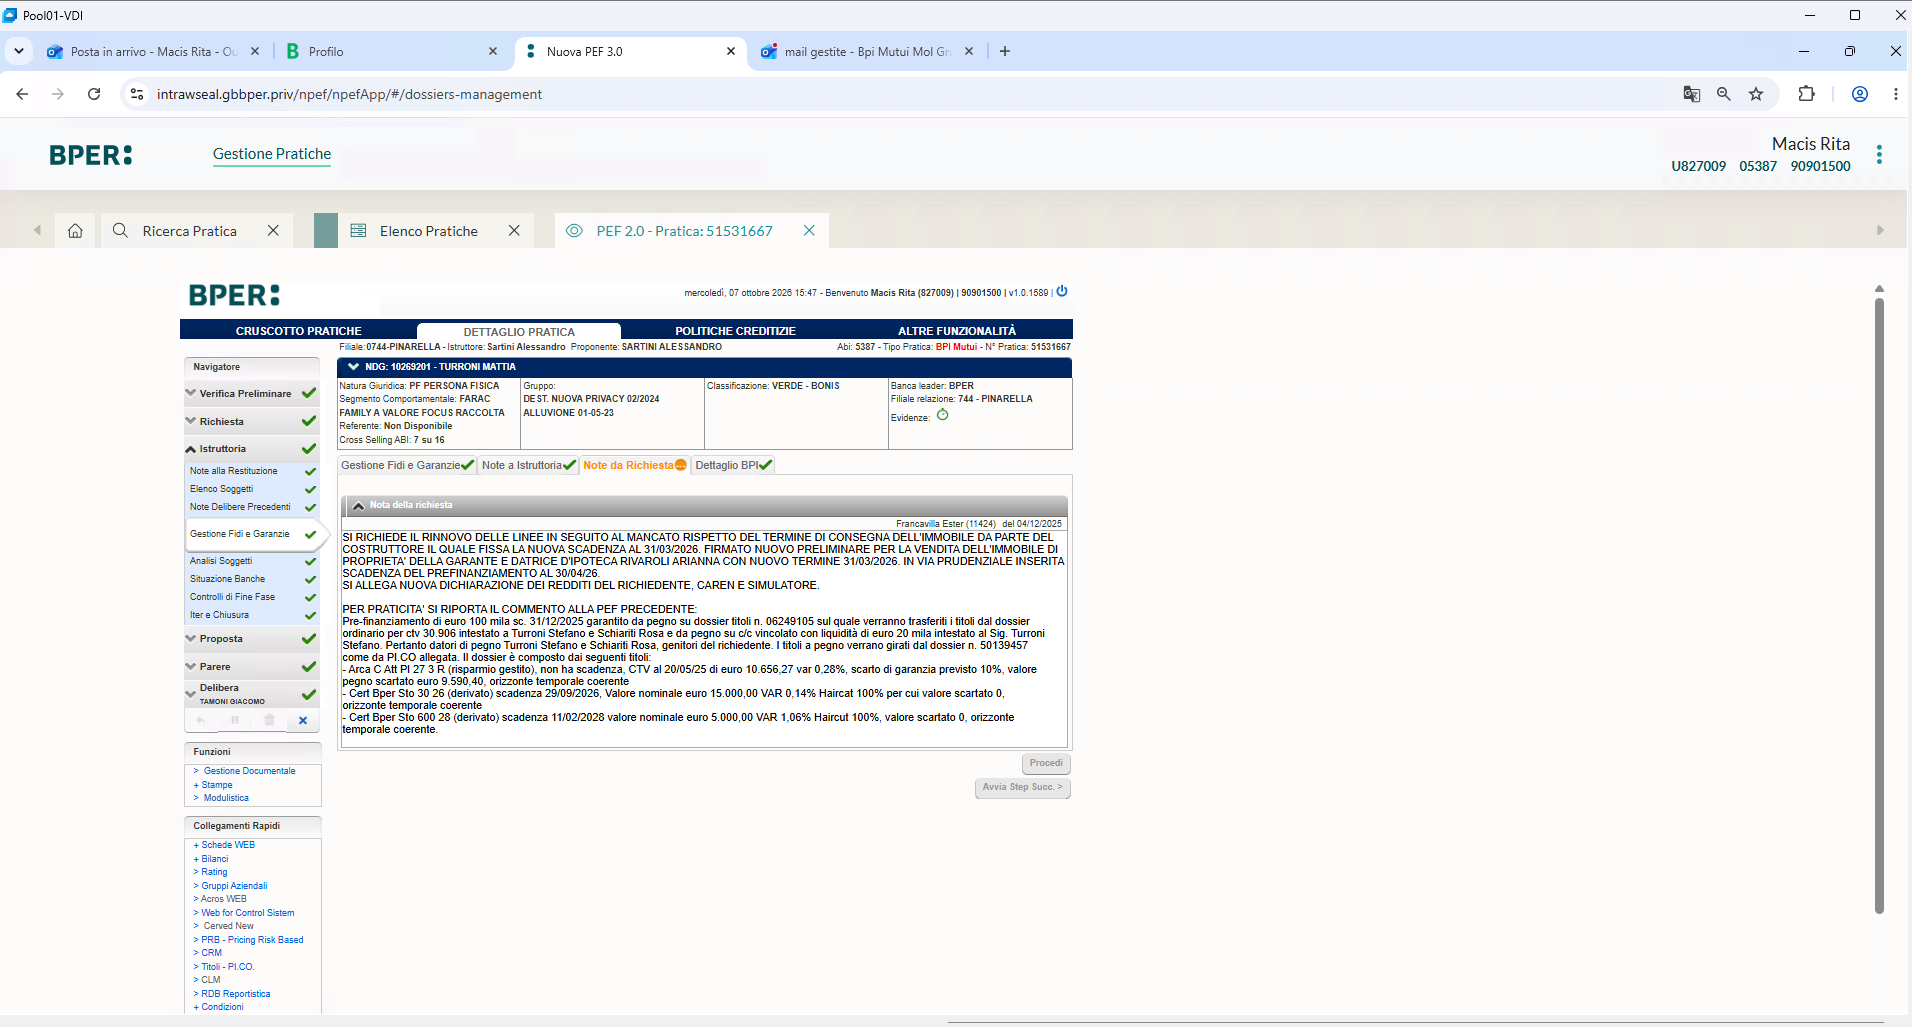 Pool01-VDI
Posta in arrivo - Macis Rita - Ou
Profilo
Nuova PEF 3.0
mail gestite - Bpi Mutui Mol Gr
intrawseal.gbbper.priv/npef/npefApp/#/dossiers-management
BPER:
Gestione Pratiche
Macis Rita
U827009 05387 90901500
Ricerca Pratica
Elenco Pratiche
PEF 2.0 - Pratica: 51531667
BPER:
mercoledì, 07 ottobre 2026 15:47 - Benvenuto Macis Rita (827009) | 90901500 | v1.0.1589 |
CRUSCOTTO PRATICHE
DETTAGLIO PRATICA
POLITICHE CREDITIZIE
ALTRE FUNZIONALITÀ
Filiale: 0744-PINARELLA - Istruttore: Sartini Alessandro Proponente: SARTINI ALESSANDRO
Abi: 5387 - Tipo Pratica: BPI Mutui - N° Pratica: 51531667
Navigatore
Verifica Preliminare
Richiesta
Istruttoria
Note alla Restituzione
Elenco Soggetti
Note Delibere Precedenti
Gestione Fidi e Garanzie
Analisi Soggetti
Situazione Banche
Controlli di Fine Fase
Iter e Chiusura
Proposta
Parere
Delibera
TAMONI GIACOMO
Funzioni
> Gestione Documentale
+ Stampe
> Modulistica
Collegamenti Rapidi
+ Schede WEB
+ Bilanci
> Rating
> Gruppi Aziendali
> Acros WEB
> Web for Control Sistem
> Cerved New
> PRB - Pricing Risk Based
> CRM
> Titoli - PI.CO.
> CLM
> RDB Reportistica
+ Condizioni
NDG: 10269201 - TURRONI MATTIA
Natura Giuridica: PF PERSONA FISICA
Segmento Comportamentale: FARAC
FAMILY A VALORE FOCUS RACCOLTA
Referente: Non Disponibile
Cross Selling ABI: 7 su 16
Gruppo:
DEST. NUOVA PRIVACY 02/2024
ALLUVIONE 01-05-23
Classificazione: VERDE - BONIS
Banca leader: BPER
Filiale relazione: 744 - PINARELLA
Evidenze:
Gestione Fidi e Garanzie
Note a Istruttoria
Note da Richiesta
Dettaglio BPI
Nota della richiesta
Francavilla Ester (11424) del 04/12/2025
SI RICHIEDE IL RINNOVO DELLE LINEE IN SEGUITO AL MANCATO RISPETTO DEL TERMINE DI CONSEGNA DELL'IMMOBILE DA PARTE DEL
COSTRUTTORE IL QUALE FISSA LA NUOVA SCADENZA AL 31/03/2026. FIRMATO NUOVO PRELIMINARE PER LA VENDITA DELL'IMMOBILE DI
PROPRIETA' DELLA GARANTE E DATRICE D'IPOTECA RIVAROLI ARIANNA CON NUOVO TERMINE 31/03/2026. IN VIA PRUDENZIALE INSERITA
SCADENZA DEL PREFINANZIAMENTO AL 30/04/26.
SI ALLEGA NUOVA DICHIARAZIONE DEI REDDITI DEL RICHIEDENTE, CAREN E SIMULATORE.
PER PRATICITA' SI RIPORTA IL COMMENTO ALLA PEF PRECEDENTE:
Pre-finanziamento di euro 100 mila sc. 31/12/2025 garantito da pegno su dossier titoli n. 06249105 sul quale verranno trasferiti i titoli dal dossier
ordinario per ctv 30.906 intestato a Turroni Stefano e Schiariti Rosa e da pegno su c/c vincolato con liquidità di euro 20 mila intestato al Sig. Turroni
Stefano. Pertanto datori di pegno Turroni Stefano e Schiariti Rosa, genitori del richiedente. I titoli a pegno verrano girati dal dossier n. 50139457
come da PI.CO allegata. Il dossier è composto dai seguenti titoli:
- Arca C Att PI 27 3 R (risparmio gestito), non ha scadenza, CTV al 20/05/25 di euro 10.656,27 var 0,28%, scarto di garanzia previsto 10%, valore
pegno scartato euro 9.590,40, orizzonte temporale coerente
- Cert Bper Sto 30 26 (derivato) scadenza 29/09/2026, Valore nominale euro 15.000,00 VAR 0,14% Haircat 100% per cui valore scartato 0,
orizzonte temporale coerente
- Cert Bper Sto 600 28 (derivato) scadenza 11/02/2028 valore nominale euro 5.000,00 VAR 1,06% Haircut 100%, valore scartato 0, orizzonte
temporale coerente.
Procedi
Avvia Step Succ. >